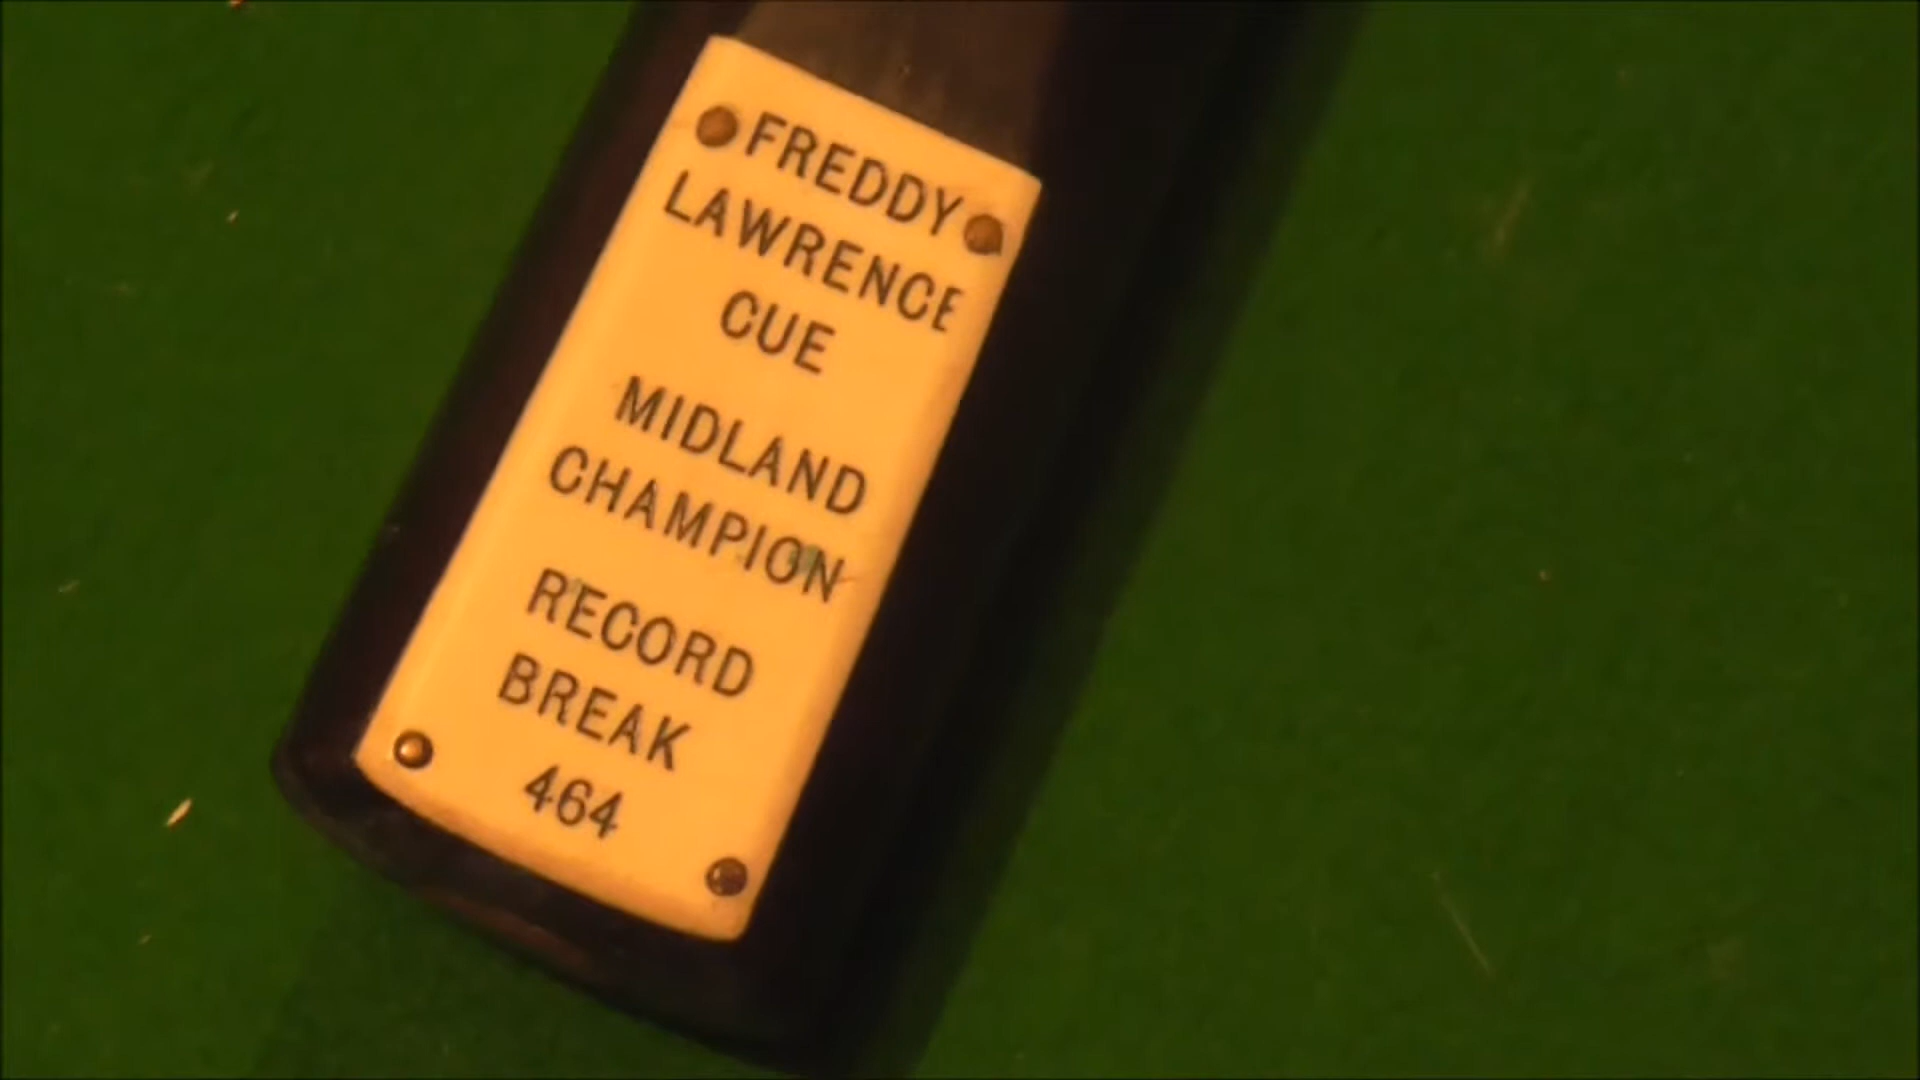 FREDDY
LAWRENCE
CUE
MIDLAND
CHAMPION
RECORD
BREAK
464